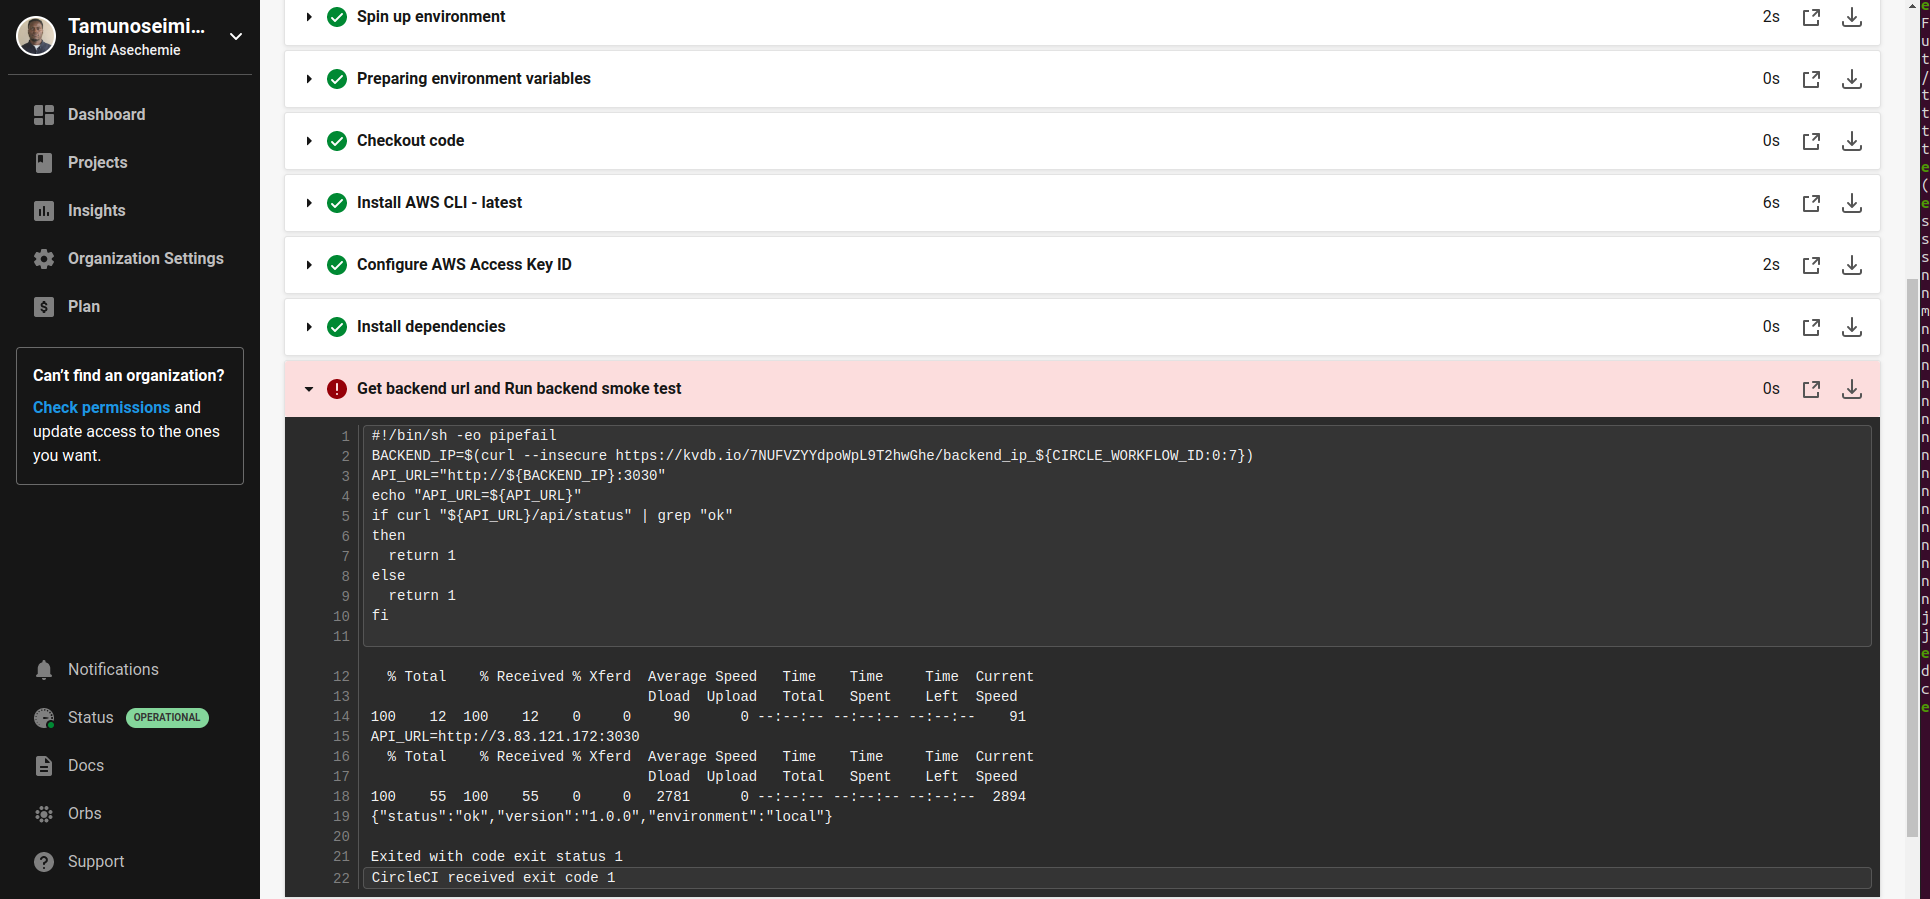 Tamunoseimi...
Bright Asechemie
Dashboard
Projects
Insights
Organization Settings
Plan
Can't find an organization?
Check permissions and
update access to the ones
you want.
Notifications
Status OPERATIONAL
Docs
Orbs
Support
Spin up environment 2s
Preparing environment variables 0s
Checkout code 0s
Install AWS CLI - latest 6s
Configure AWS Access Key ID 2s
Install dependencies 0s
Get backend url and Run backend smoke test 0s
1 #!/bin/sh -eo pipefail
2 BACKEND_IP=$(curl --insecure https://kvdb.io/7NUFVZYYdpoWpL9T2hwGhe/backend_ip_${CIRCLE_WORKFLOW_ID:0:7})
3 API_URL="http://${BACKEND_IP}:3030"
4 echo "API_URL=${API_URL}"
5 if curl "${API_URL}/api/status" | grep "ok"
6 then
7   return 1
8 else
9   return 1
10 fi
11
12   % Total    % Received % Xferd  Average Speed   Time    Time     Time  Current
13                                  Dload  Upload   Total   Spent    Left  Speed
14 100    12  100    12    0     0     90      0 --:--:-- --:--:-- --:--:--    91
15 API_URL=http://3.83.121.172:3030
16   % Total    % Received % Xferd  Average Speed   Time    Time     Time  Current
17                                  Dload  Upload   Total   Spent    Left  Speed
18 100    55  100    55    0     0   2781      0 --:--:-- --:--:-- --:--:--  2894
19 {"status":"ok","version":"1.0.0","environment":"local"}
20
21 Exited with code exit status 1
22 CircleCI received exit code 1